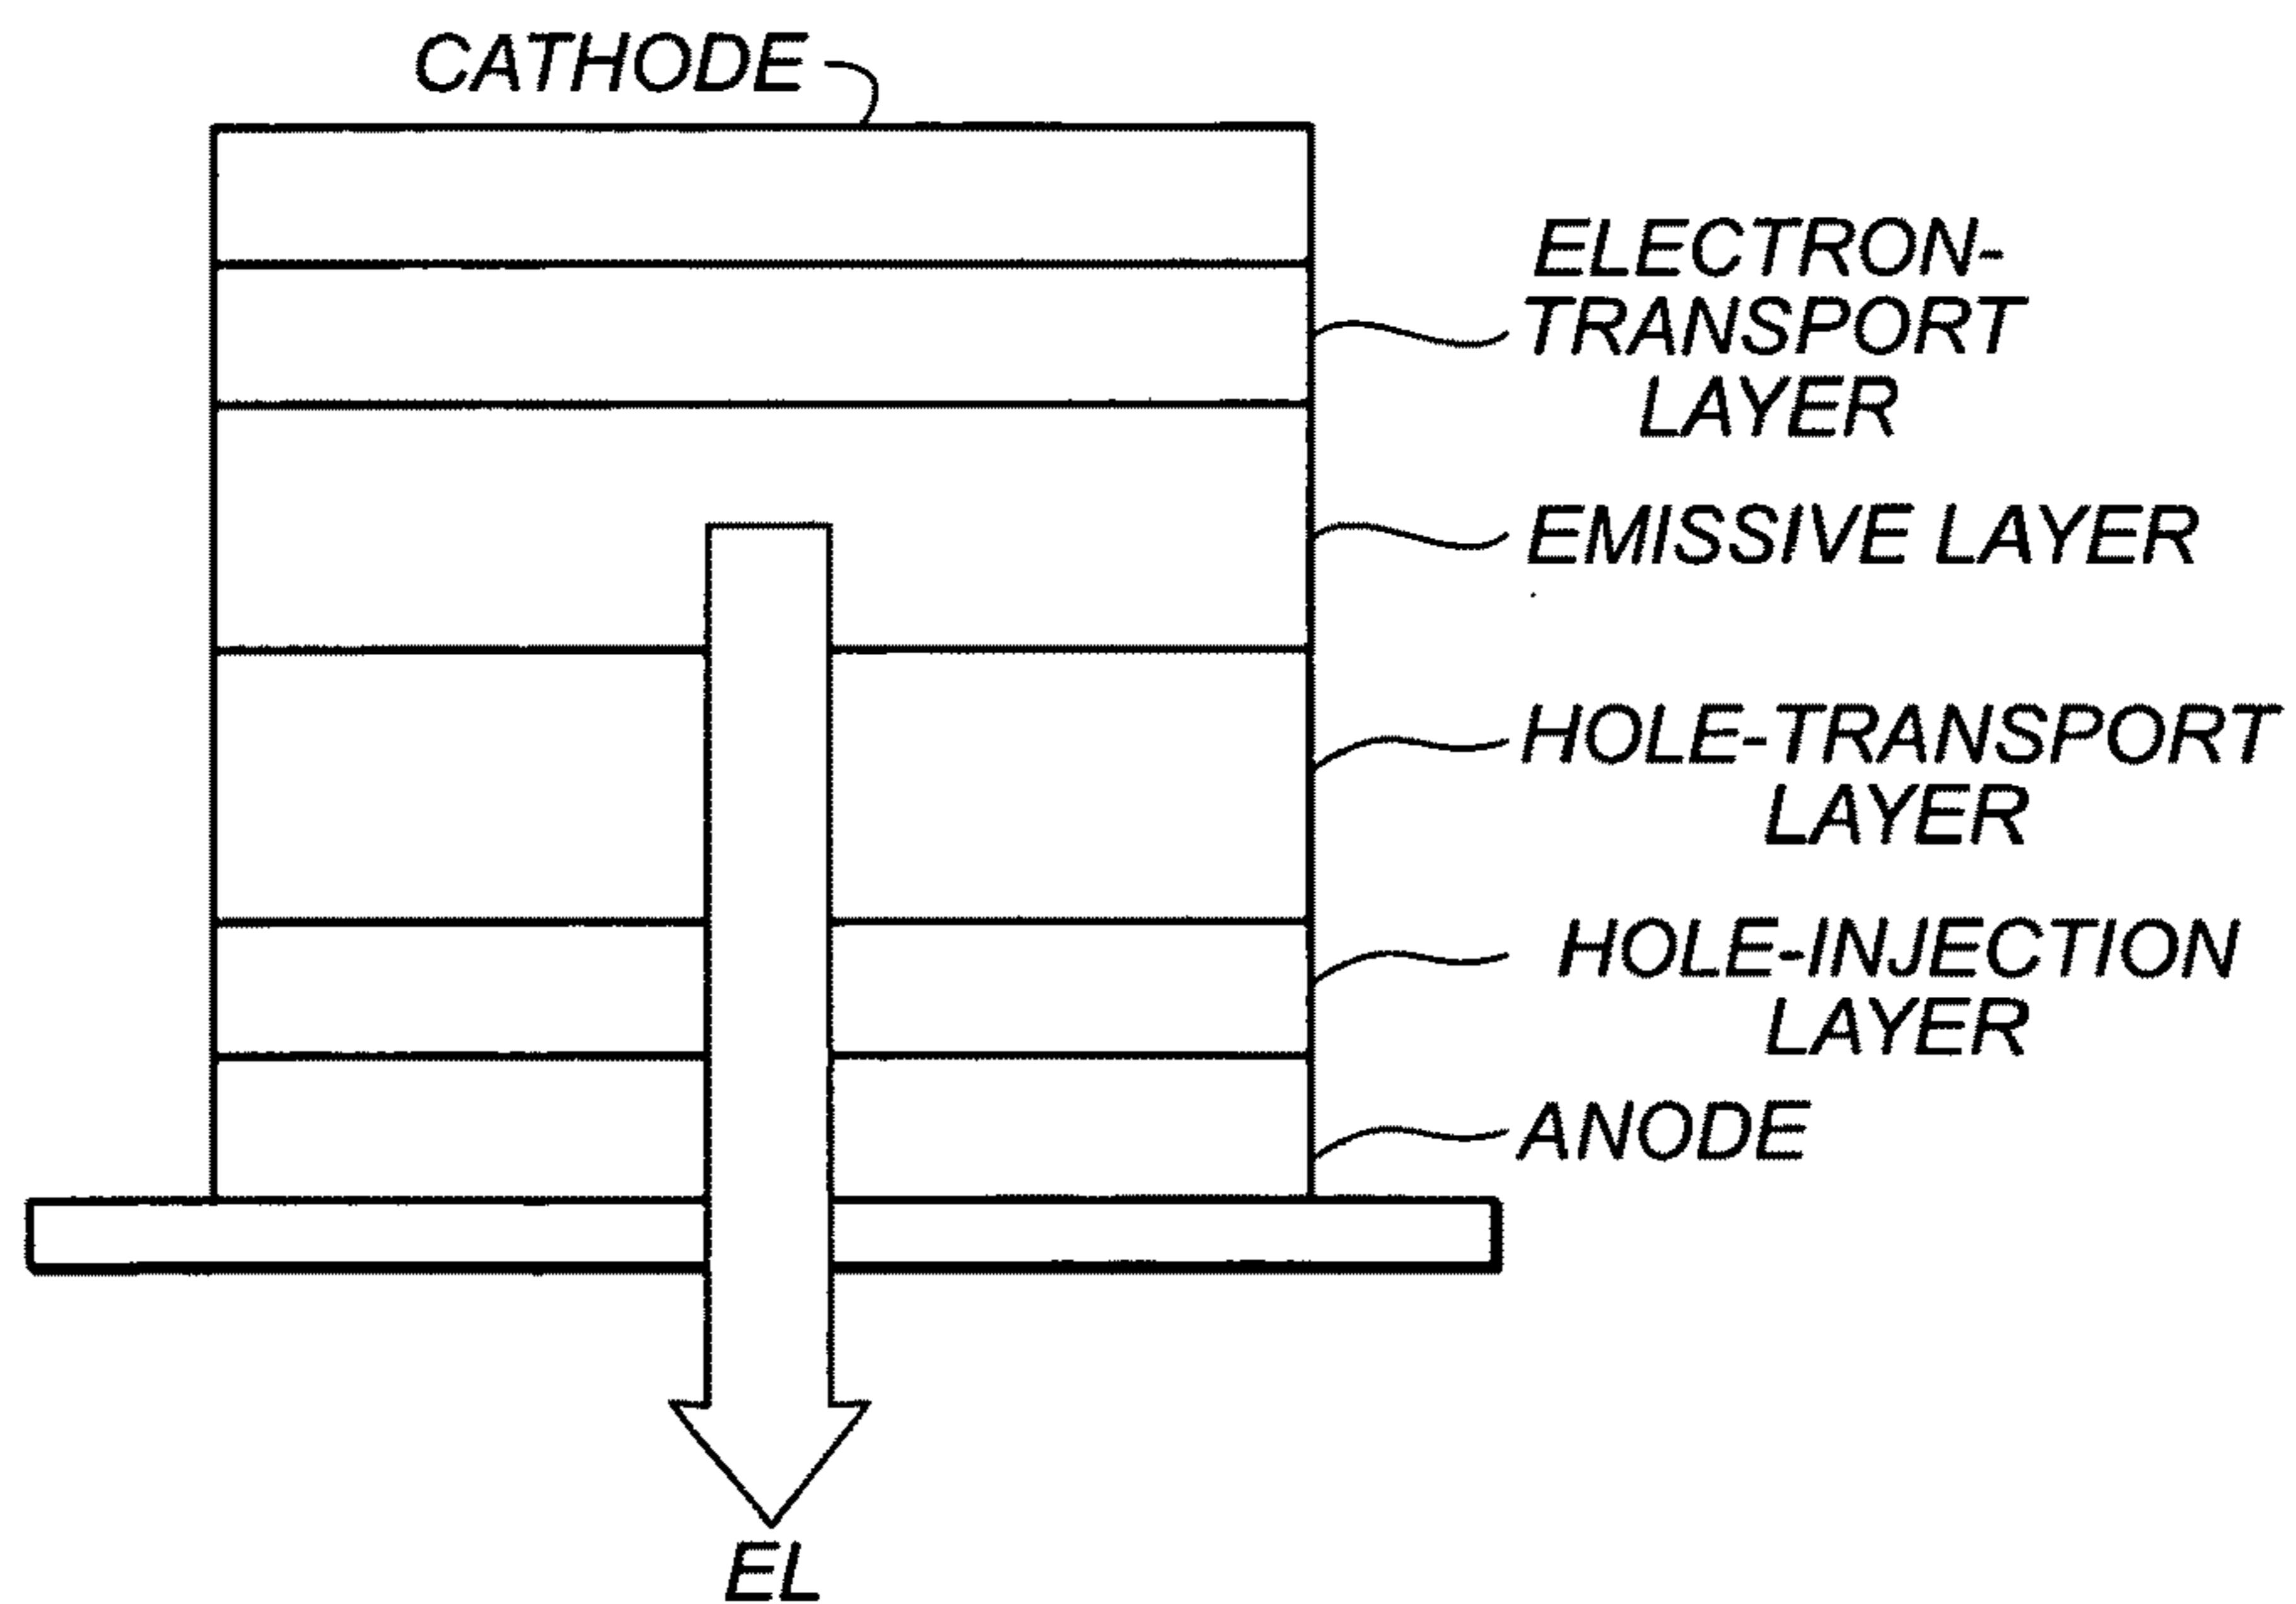 CATHODE
ELECTRON-
TRANSPORT
LAYER
EMISSIVE LAYER
HOLE-TRANSPORT
LAYER
HOLE-INJECTION
LAYER
ANODE
EL